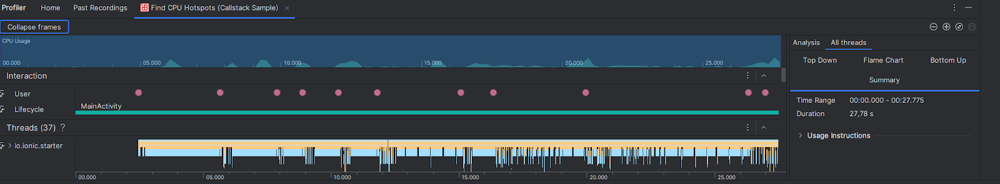 Profiler Home Past Recordings Find CPU Hotspots (Callstack Sample)
Collapse frames
CPU Usage
00.000 05.000 10.000 15.000 20.000 25.000
Interaction
User
Lifecycle MainActivity
Threads (37) ?
io.ionic.starter
00.000 05.000 10.000 15.000 20.000 25.000
Analysis All threads
Top Down Flame Chart Bottom Up
Summary
Time Range 00:00.000 - 00:27.775
Duration 27,78 s
Usage Instructions